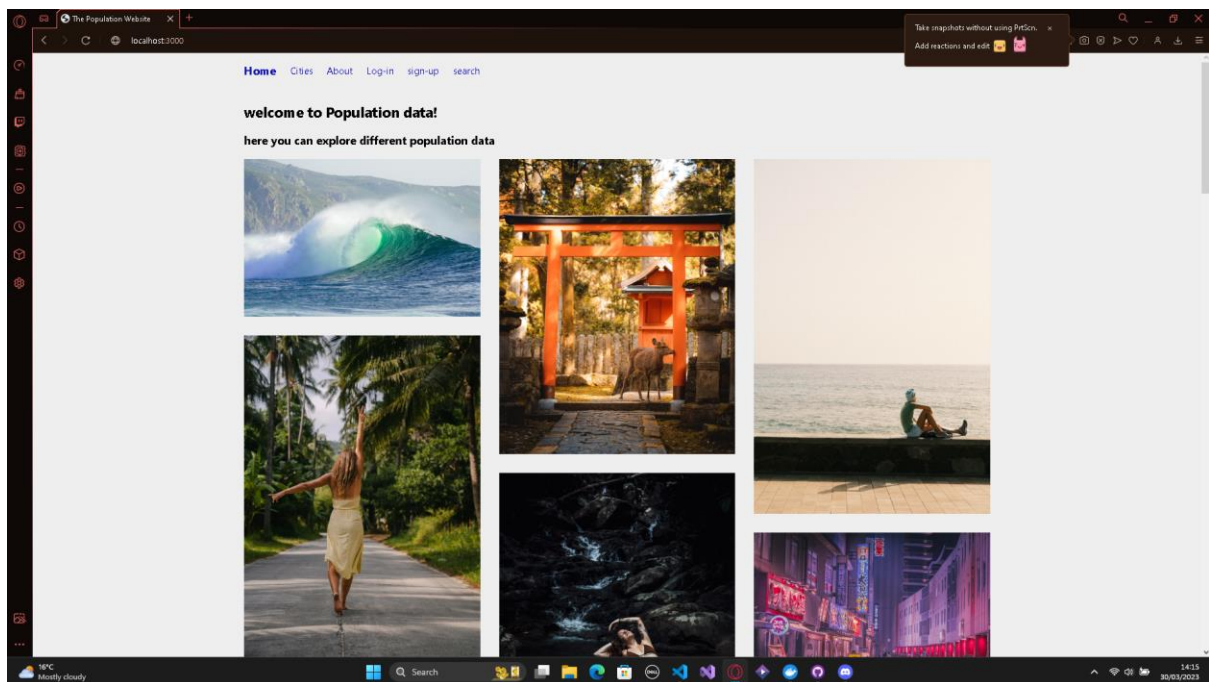 The Population Website
Take snapshots without using PrtScn.
Add reactions and edit
localhost:3000
Home Cities About Log-in sign-up search
welcome to Population data!
here you can explore different population data
16°C
Mostly cloudy
Search
14:15
30/03/2023